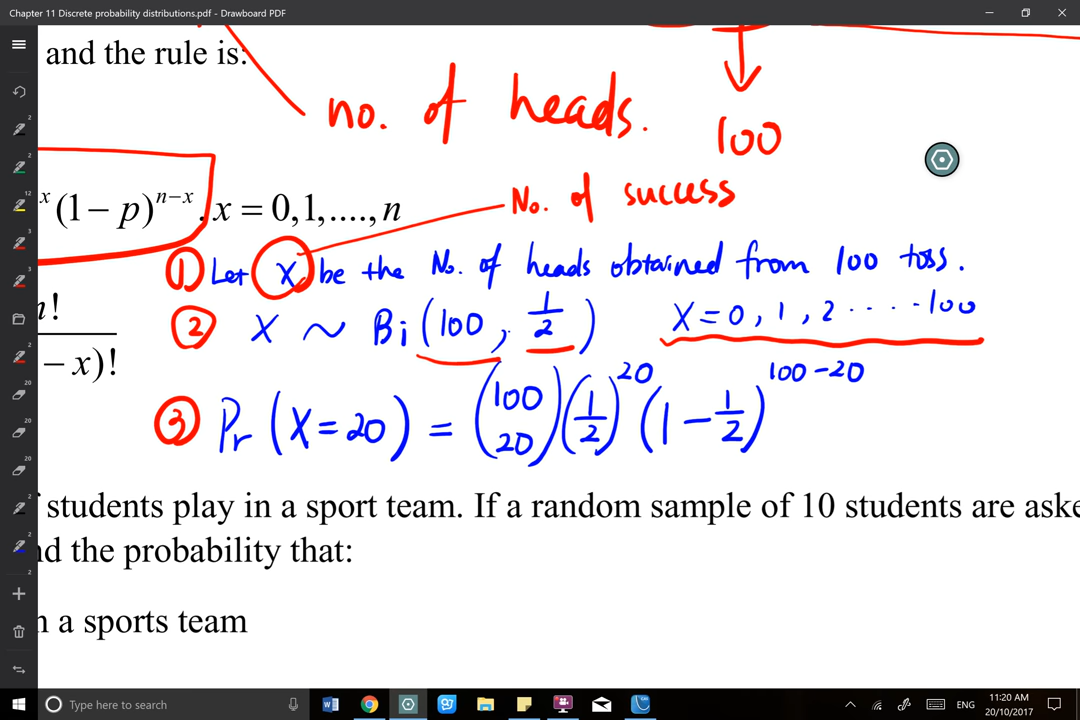 Chapter 11 Discrete probability distributions.pdf - Drawboard PDF
and the rule is:
no. of heads.
100
No. of success
x (1 − p)^{n−x}, x = 0,1,....,n
① Let X be the No. of heads obtained from 100 toss.
n!
② X ~ Bi (100, 1/2) X = 0, 1, 2 ····100
− x)!
③ Pr (X = 20) = (100 20) (1/2)^20 (1 − 1/2)^100−20
students play in a sport team. If a random sample of 10 students are aske
nd the probability that:
n a sports team
Type here to search
ENG
11:20 AM
20/10/2017